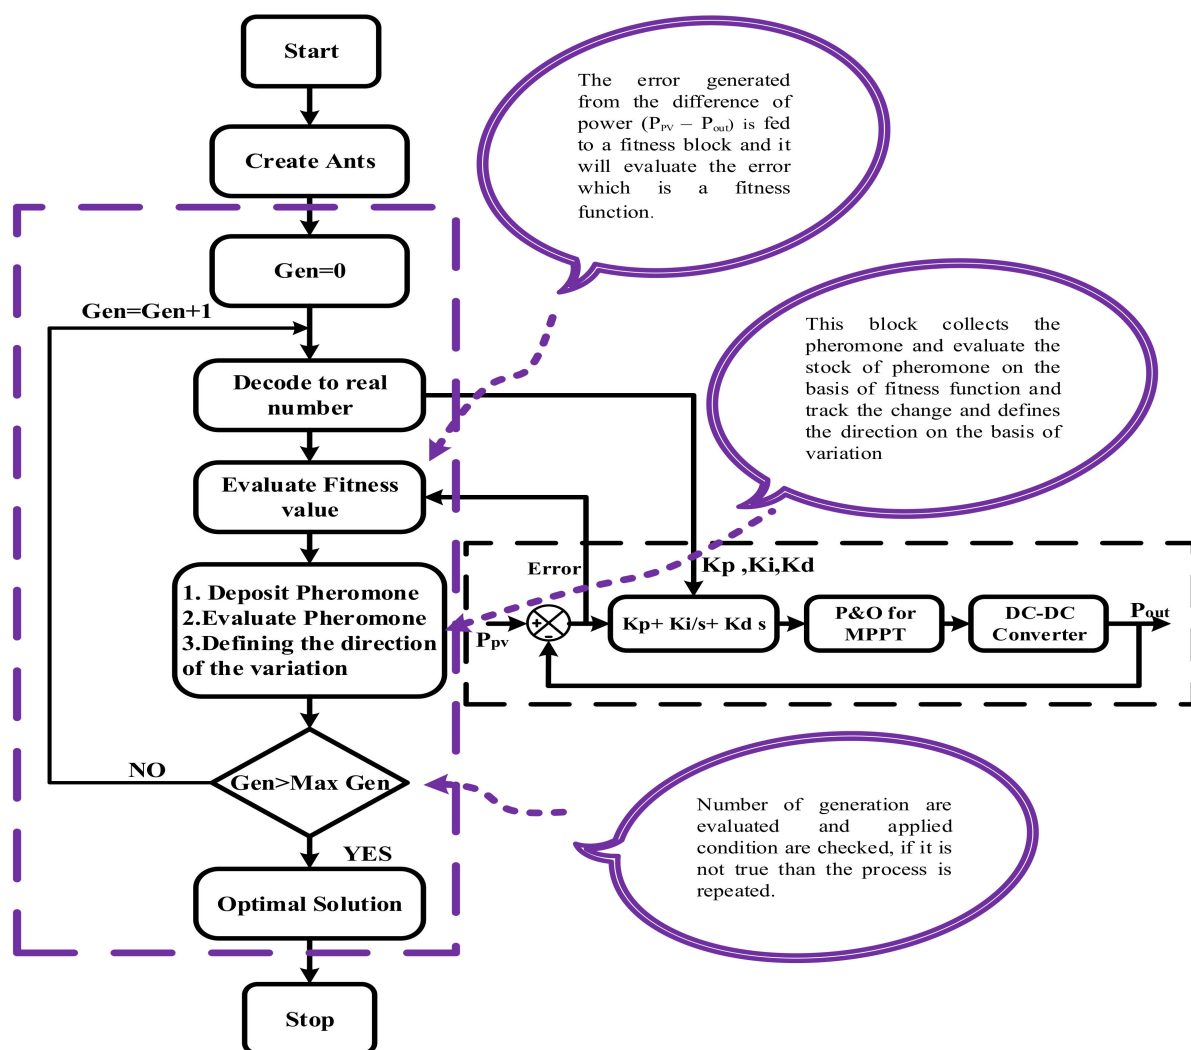 Start
Create Ants
Gen=0
Gen=Gen+1
Decode to real
number
Evaluate Fitness
value
1. Deposit Pheromone
2.Evaluate Pheromone
3.Defining the direction
of the variation
NO
Gen>Max Gen
YES
Optimal Solution
Stop
The error generated
from the difference of
power (PPV – Pout) is fed
to a fitness block and it
will evaluate the error
which is a fitness
function.
This block collects the
pheromone and evaluate the
stock of pheromone on the
basis of fitness function and
track the change and defines
the direction on the basis of
variation
Error
Kp ,Ki,Kd
Ppv
+
-
Kp+ Ki/s+ Kd s
P&O for
MPPT
DC-DC
Converter
Pout
Number of generation are
evaluated and applied
condition are checked, if it is
not true than the process is
repeated.